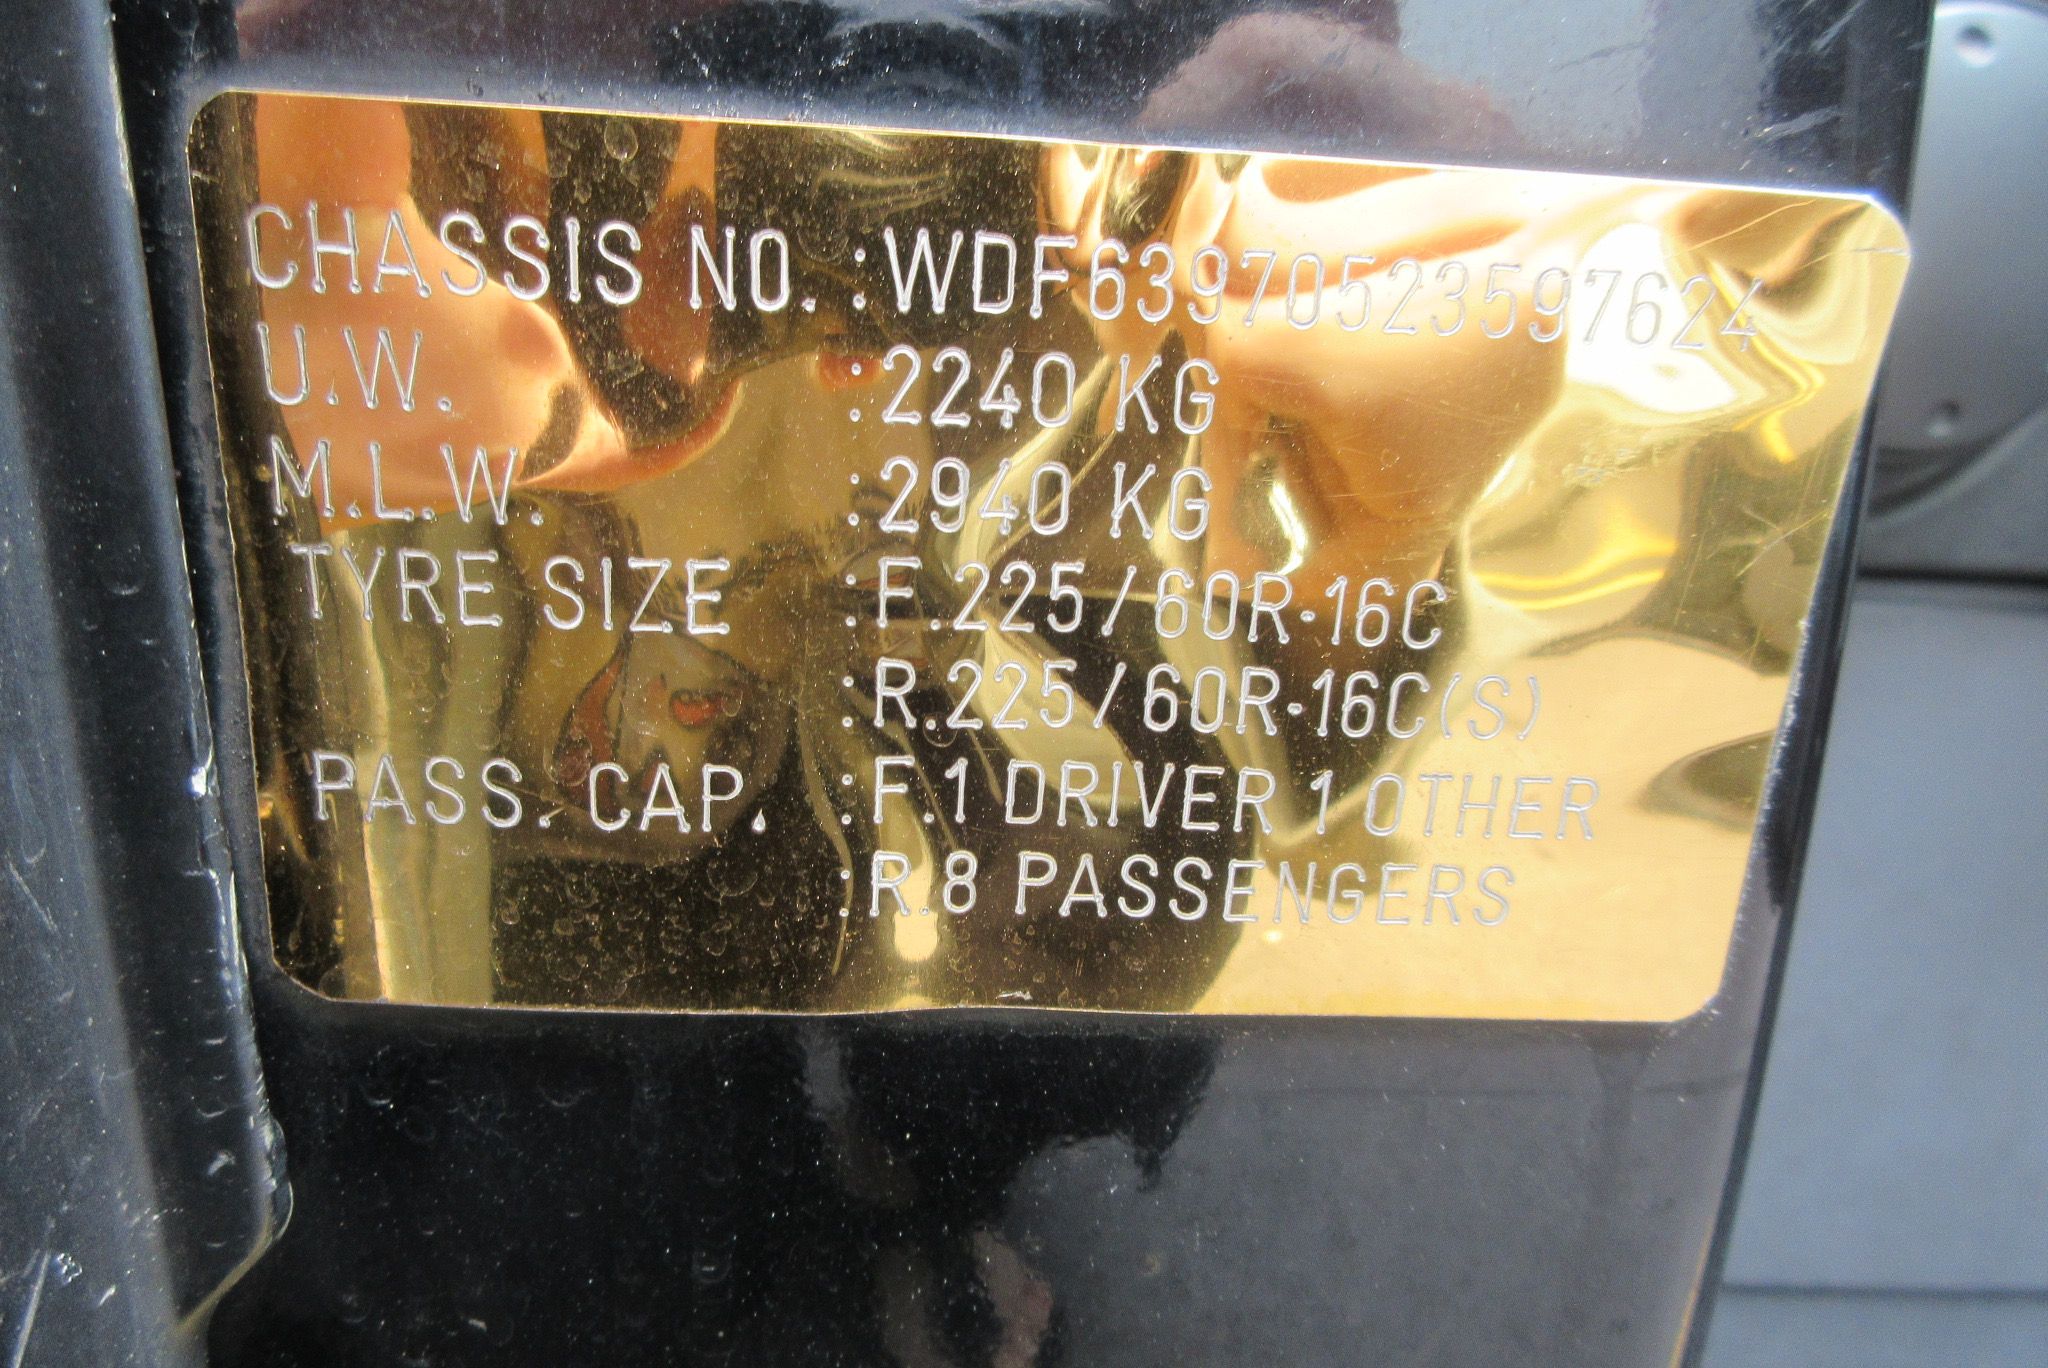 CHASSIS NO. :WDF63970523597624
U.W. :2240 KG
M.L.W. :2940 KG
TYRE SIZE :F.225/60R-16C
:R.225/60R-16C(S)
PASS. CAP. :F.1 DRIVER 1 OTHER
:R.8 PASSENGERS